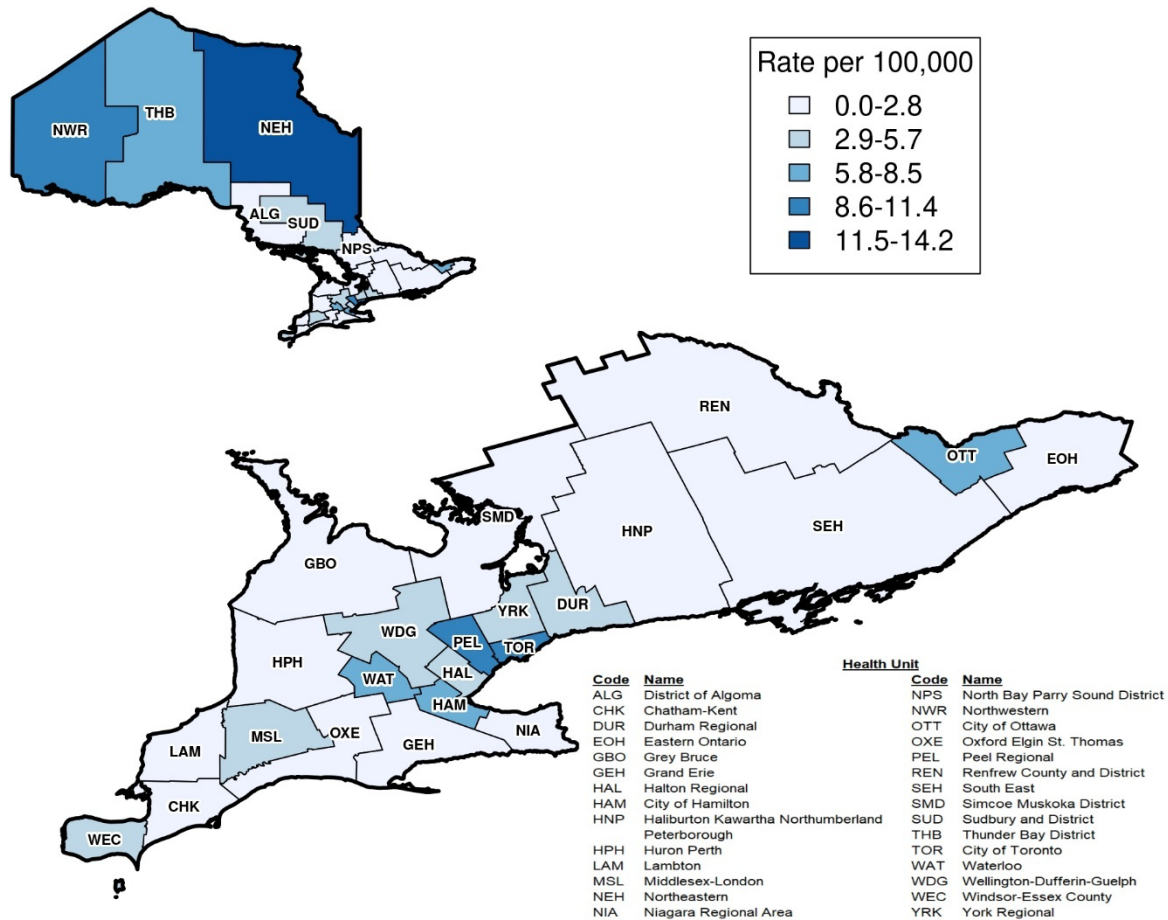 Rate per 100,000
0.0-2.8
2.9-5.7
5.8-8.5
8.6-11.4
11.5-14.2
NWR
THB
NEH
ALG
SUD
NPS
REN
OTT
EOH
SMD
HNP
SEH
GBO
YRK
DUR
WDG
PEL
TOR
HPH
WAT
HAL
HAM
MSL
OXE
NIA
LAM
GEH
CHK
WEC
Health Unit
Code Name Code Name
ALG District of Algoma NPS North Bay Parry Sound District
CHK Chatham-Kent NWR Northwestern
DUR Durham Regional OTT City of Ottawa
EOH Eastern Ontario OXE Oxford Elgin St. Thomas
GBO Grey Bruce PEL Peel Regional
GEH Grand Erie REN Renfrew County and District
HAL Halton Regional SEH South East
HAM City of Hamilton SMD Simcoe Muskoka District
HNP Haliburton Kawartha Northumberland SUD Sudbury and District
Peterborough THB Thunder Bay District
HPH Huron Perth TOR City of Toronto
LAM Lambton WAT Waterloo
MSL Middlesex-London WDG Wellington-Dufferin-Guelph
NEH Northeastern WEC Windsor-Essex County
NIA Niagara Regional Area YRK York Regional